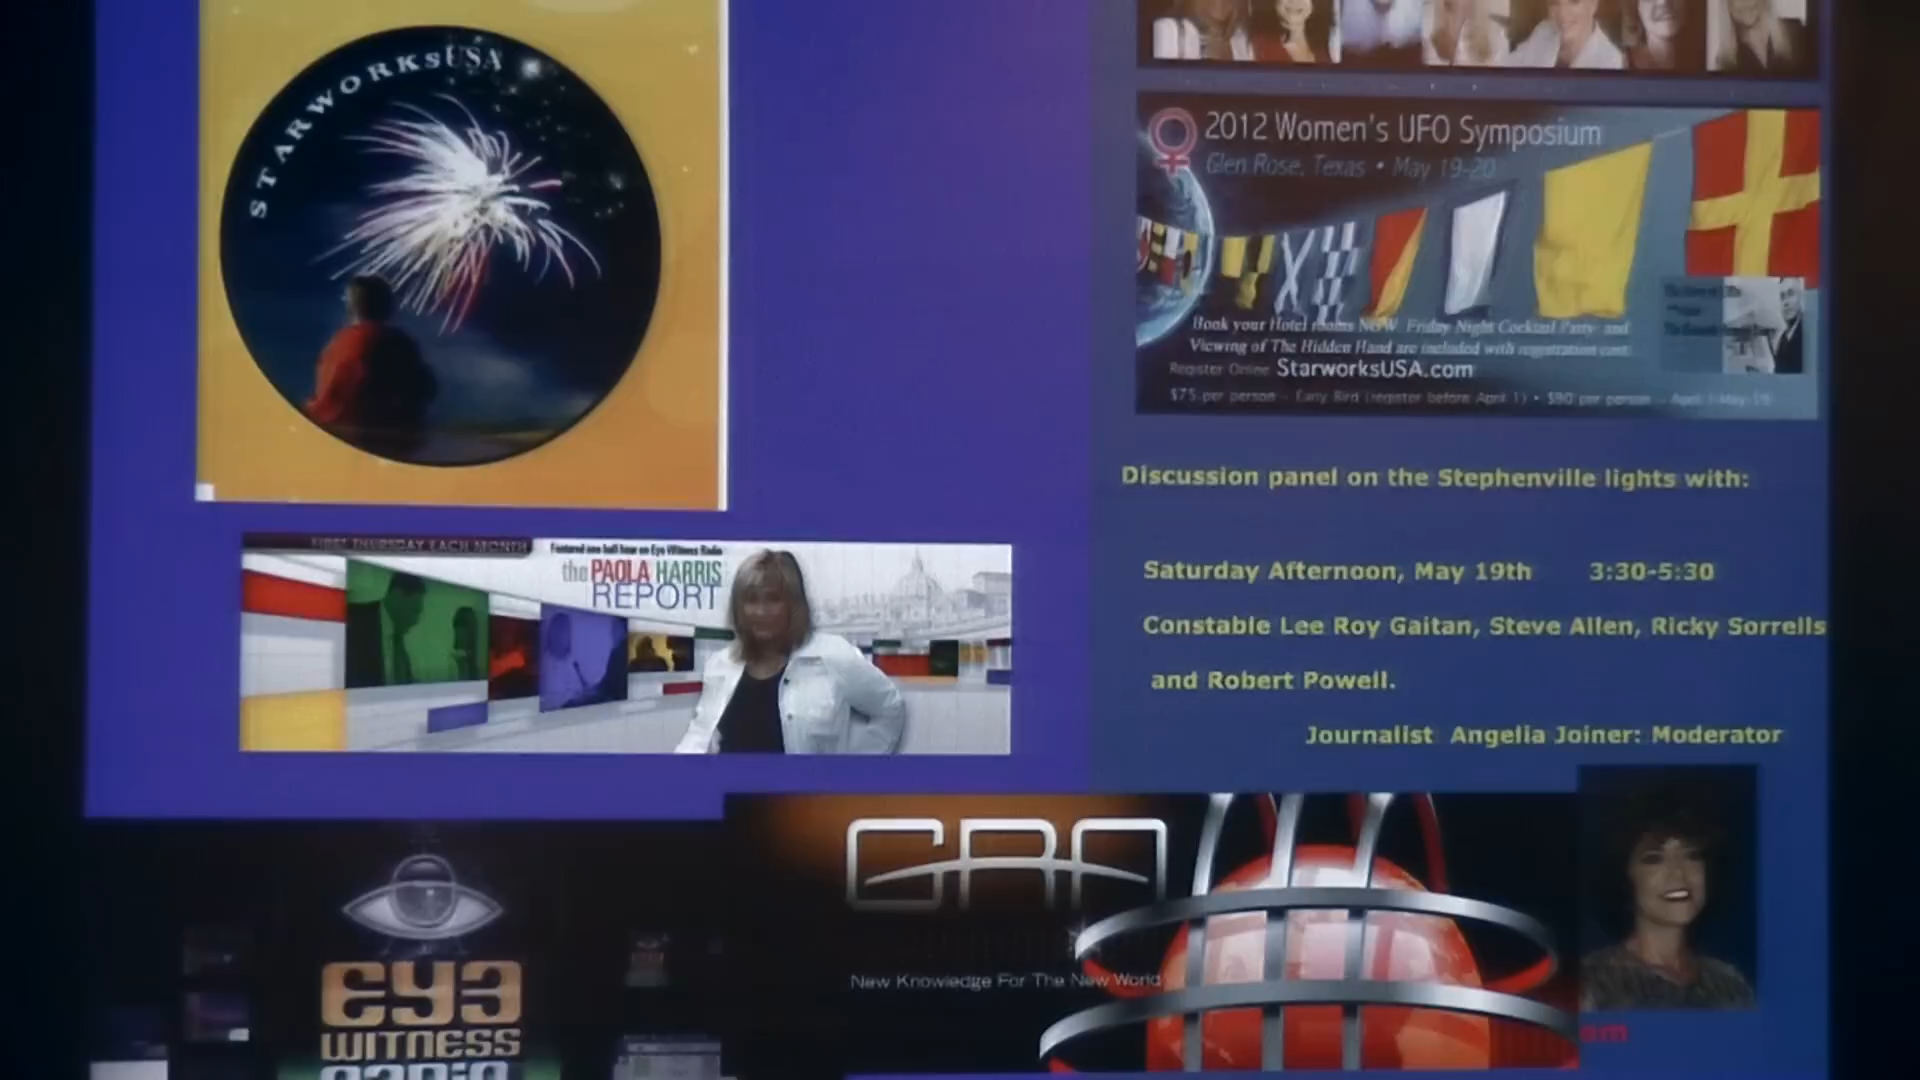 STARWORKSUSA
FIRST THURSDAY EACH MONTH
Featured one half hour on Eye Witness Radio
the PAOLA HARRIS
REPORT
EYE
WITNESS
RADIO
2012 Women's UFO Symposium
Glen Rose, Texas • May 19-20
Book your Hotel rooms NOW. Friday Night Cocktail Party and
Viewing of The Hidden Hand are included with registration cost.
Register Online StarworksUSA.com
$75 per person - Early Bird (register before April 1) • $90 per person - April 1-May 19
Discussion panel on the Stephenville lights with:
Saturday Afternoon, May 19th 3:30-5:30
Constable Lee Roy Gaitan, Steve Allen, Ricky Sorrells
and Robert Powell.
Journalist Angelia Joiner: Moderator
New Knowledge For The New World
om